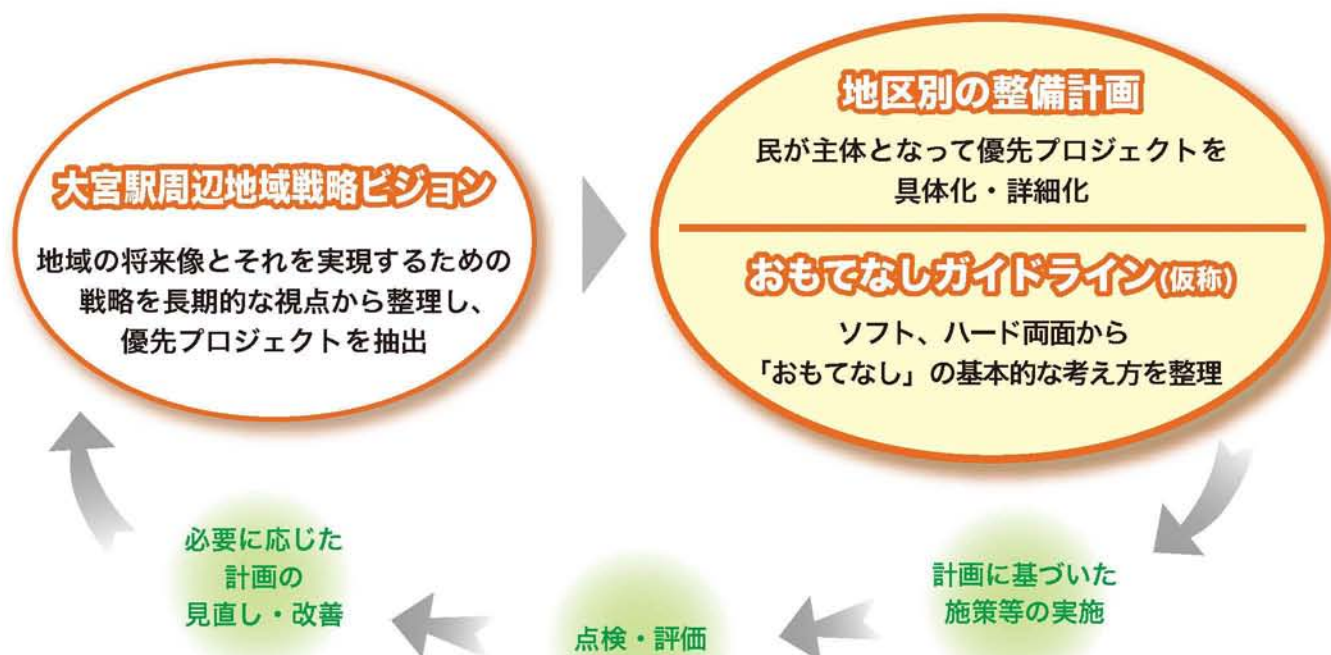 大宮駅周辺地域戦略ビジョン
地域の将来像とそれを実現するための
戦略を長期的な視点から整理し、
優先プロジェクトを抽出
地区別の整備計画
民が主体となって優先プロジェクトを
具体化・詳細化
おもてなしガイドライン(仮称)
ソフト、ハード両面から
「おもてなし」の基本的な考え方を整理
計画に基づいた
施策等の実施
点検・評価
必要に応じた
計画の
見直し・改善